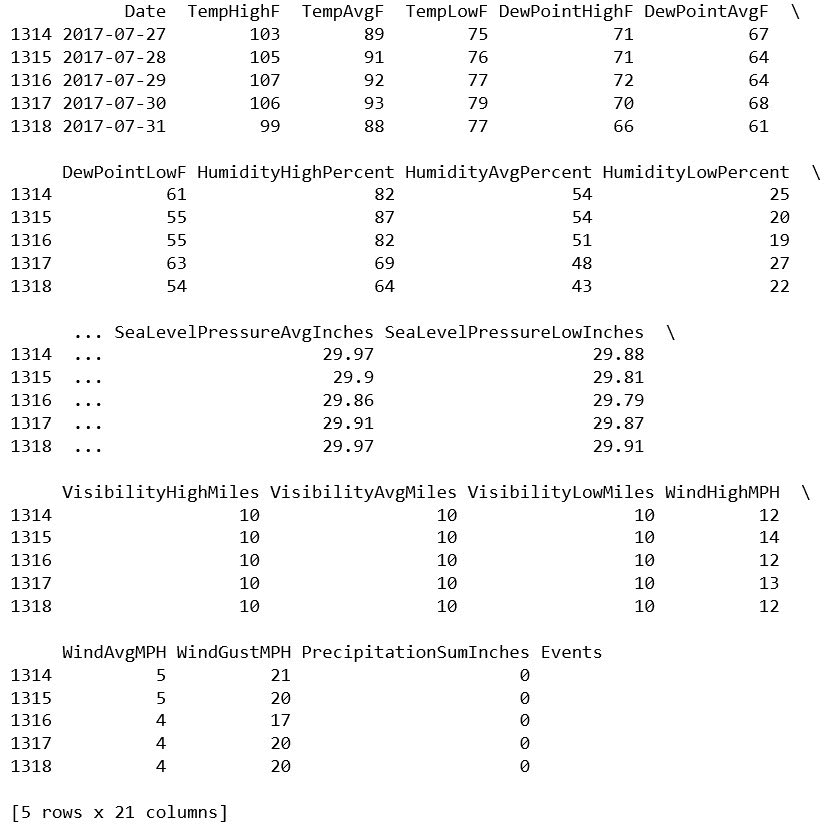 Date TempHighF TempAvgF TempLowF DewPointHighF DewPointAvgF \
1314 2017-07-27 103 89 75 71 67
1315 2017-07-28 105 91 76 71 64
1316 2017-07-29 107 92 77 72 64
1317 2017-07-30 106 93 79 70 68
1318 2017-07-31 99 88 77 66 61
DewPointLowF HumidityHighPercent HumidityAvgPercent HumidityLowPercent \
1314 61 82 54 25
1315 55 87 54 20
1316 55 82 51 19
1317 63 69 48 27
1318 54 64 43 22
... SeaLevelPressureAvgInches SeaLevelPressureLowInches \
1314 ... 29.97 29.88
1315 ... 29.9 29.81
1316 ... 29.86 29.79
1317 ... 29.91 29.87
1318 ... 29.97 29.91
VisibilityHighMiles VisibilityAvgMiles VisibilityLowMiles WindHighMPH \
1314 10 10 10 12
1315 10 10 10 14
1316 10 10 10 12
1317 10 10 10 13
1318 10 10 10 12
WindAvgMPH WindGustMPH PrecipitationSumInches Events
1314 5 21 0
1315 5 20 0
1316 4 17 0
1317 4 20 0
1318 4 20 0
[5 rows x 21 columns]